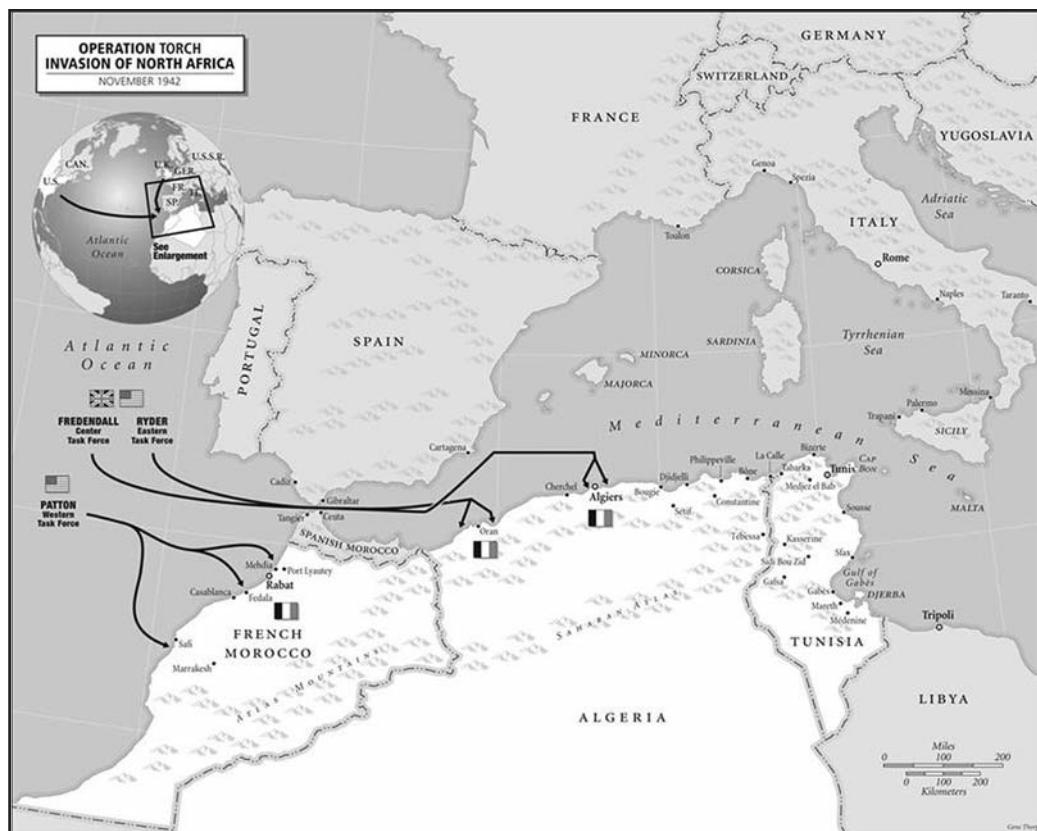 OPERATION TORCH
INVASION OF NORTH AFRICA
NOVEMBER 1942
CAN.
U.S.
U.K.
U.S.S.R.
GER.
FR.
SP.
Atlantic
Ocean
See
Enlargement
GERMANY
SWITZERLAND
FRANCE
YUGOSLAVIA
Genoa
Spezia
Adriatic
Sea
ITALY
Toulon
CORSICA
Rome
Naples
Taranto
Atlantic
Ocean
PORTUGAL
SPAIN
SARDINIA
MINORCA
MAJORCA
Tyrrhenian
Sea
Messina
Palermo
Trapani
SICILY
Mediterranean
Sea
FREDENDALL
Center
Task Force
RYDER
Eastern
Task Force
PATTON
Western
Task Force
Cartagena
Cadiz
Gibraltar
Tangier
Ceuta
SPANISH MOROCCO
Cherchel
Algiers
Bougie
Djidjelli
Philippeville
Bône
La Calle
Tabarka
Bizerte
Tunis
CAP
BON
Medjez el Bab
Constantine
Setif
Sousse
MALTA
Oran
Tebessa
Kasserine
Sidi Bou Zid
Sfax
Gafsa
Gulf of
Gabès
Gabès
DJERBA
Mareth
Médenine
Tripoli
Mehdia
Port Lyautey
Rabat
Casablanca
Fedala
Safi
Marrakesh
FRENCH
MOROCCO
ATLAS MOUNTAINS
SAHARAN ATLAS
TUNISIA
ALGERIA
LIBYA
Miles
0 100 200
0 100 200
Kilometers